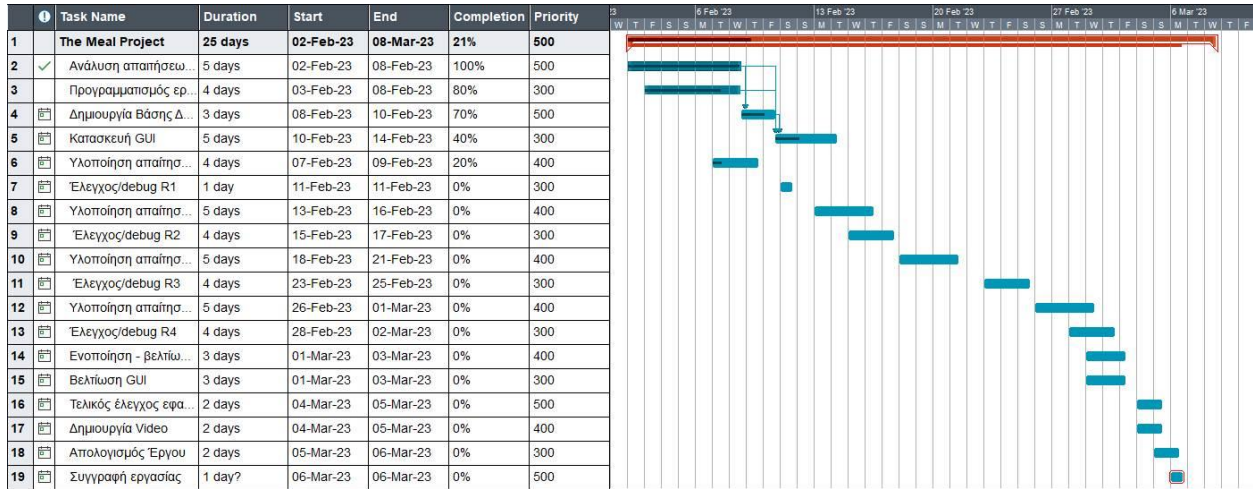 Task Name Duration Start End Completion Priority 23 6 Feb '23 13 Feb '23 20 Feb '23 27 Feb '23 6 Mar '23
W T F S S M T W T F S S M T W T F S S M T W T F S S M T W T F S S M T W T F
1 The Meal Project 25 days 02-Feb-23 08-Mar-23 21% 500
2 Ανάλυση απαιτήσεω... 5 days 02-Feb-23 08-Feb-23 100% 500
3 Προγραμματισμός ερ... 4 days 03-Feb-23 08-Feb-23 80% 300
4 Δημιουργία Βάσης Δ... 3 days 08-Feb-23 10-Feb-23 70% 500
5 Κατασκευή GUI 5 days 10-Feb-23 14-Feb-23 40% 300
6 Υλοποίηση απαίτησ... 4 days 07-Feb-23 09-Feb-23 20% 400
7 Έλεγχος/debug R1 1 day 11-Feb-23 11-Feb-23 0% 300
8 Υλοποίηση απαίτησ... 5 days 13-Feb-23 16-Feb-23 0% 400
9 Έλεγχος/debug R2 4 days 15-Feb-23 17-Feb-23 0% 300
10 Υλοποίηση απαίτησ... 5 days 18-Feb-23 21-Feb-23 0% 400
11 Έλεγχος/debug R3 4 days 23-Feb-23 25-Feb-23 0% 300
12 Υλοποίηση απαίτησ... 5 days 26-Feb-23 01-Mar-23 0% 400
13 Έλεγχος/debug R4 4 days 28-Feb-23 02-Mar-23 0% 300
14 Ενοποίηση - βελτίω... 3 days 01-Mar-23 03-Mar-23 0% 400
15 Βελτίωση GUI 3 days 01-Mar-23 03-Mar-23 0% 300
16 Τελικός έλεγχος εφα... 2 days 04-Mar-23 05-Mar-23 0% 500
17 Δημιουργία Video 2 days 04-Mar-23 05-Mar-23 0% 400
18 Απολογισμός Έργου 2 days 05-Mar-23 06-Mar-23 0% 300
19 Συγγραφή εργασίας 1 day? 06-Mar-23 06-Mar-23 0% 500